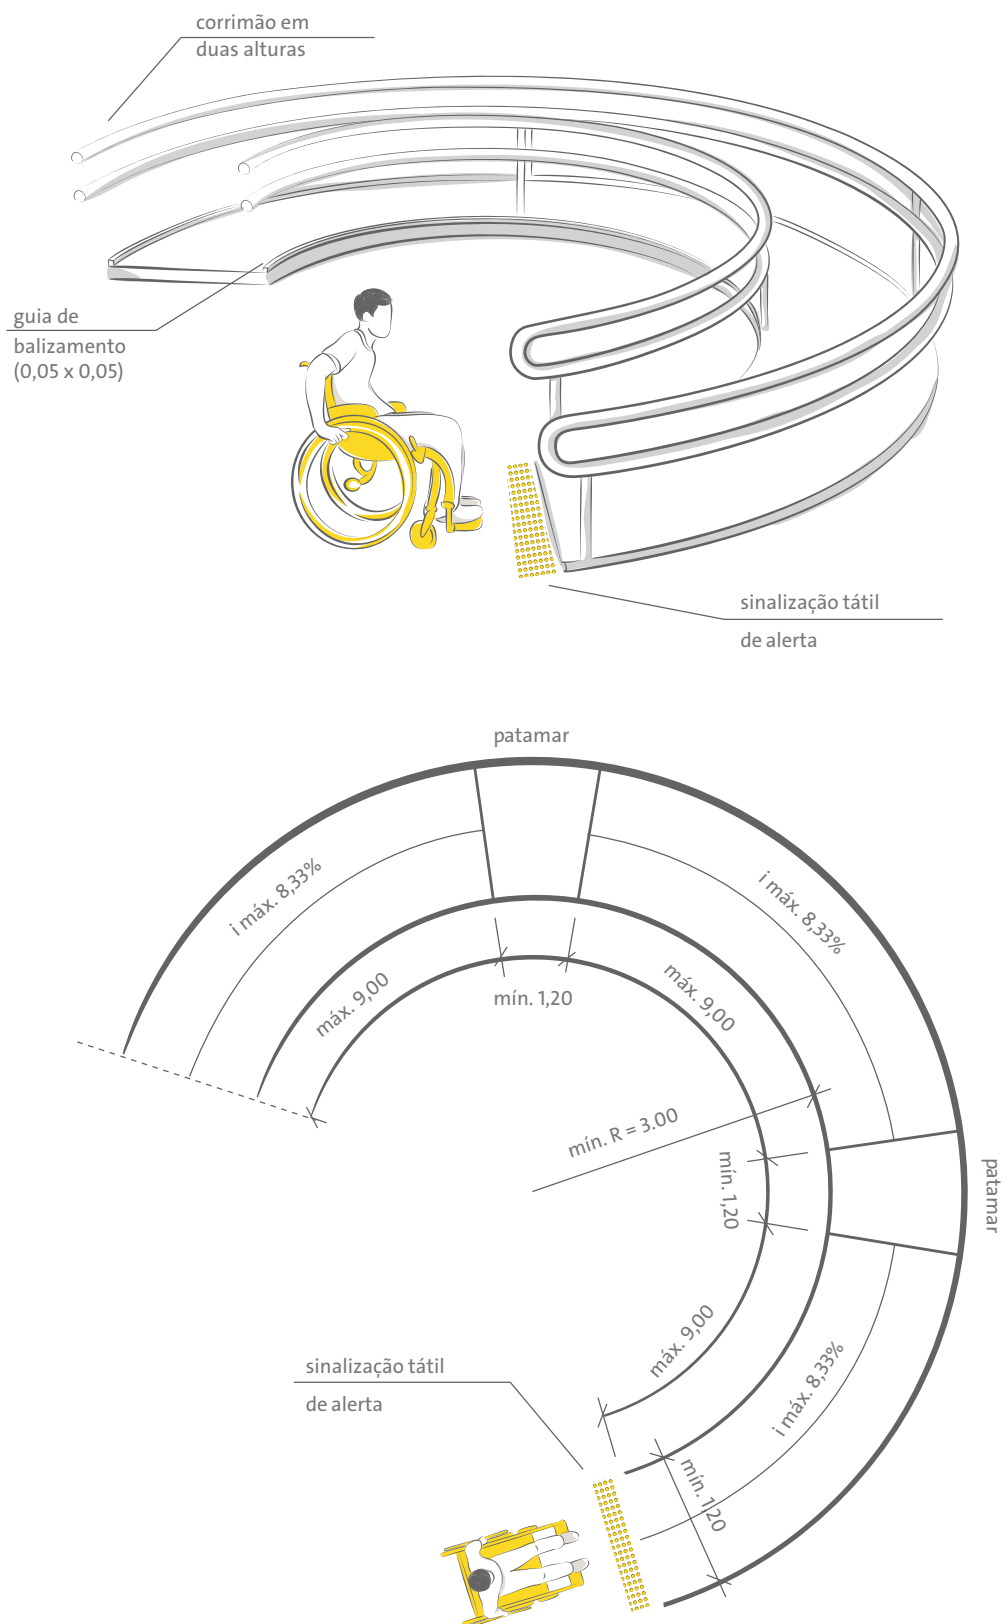 corrimão em
duas alturas
guia de
balizamento
(0,05 x 0,05)
sinalização tátil
de alerta
patamar
i máx. 8,33%
i máx. 8,33%
máx. 9,00
máx. 9,00
mín. 1,20
mín. R = 3.00
mín. 1,20
patamar
máx. 9,00
i máx. 8,33%
sinalização tátil
de alerta
mín. 1,20